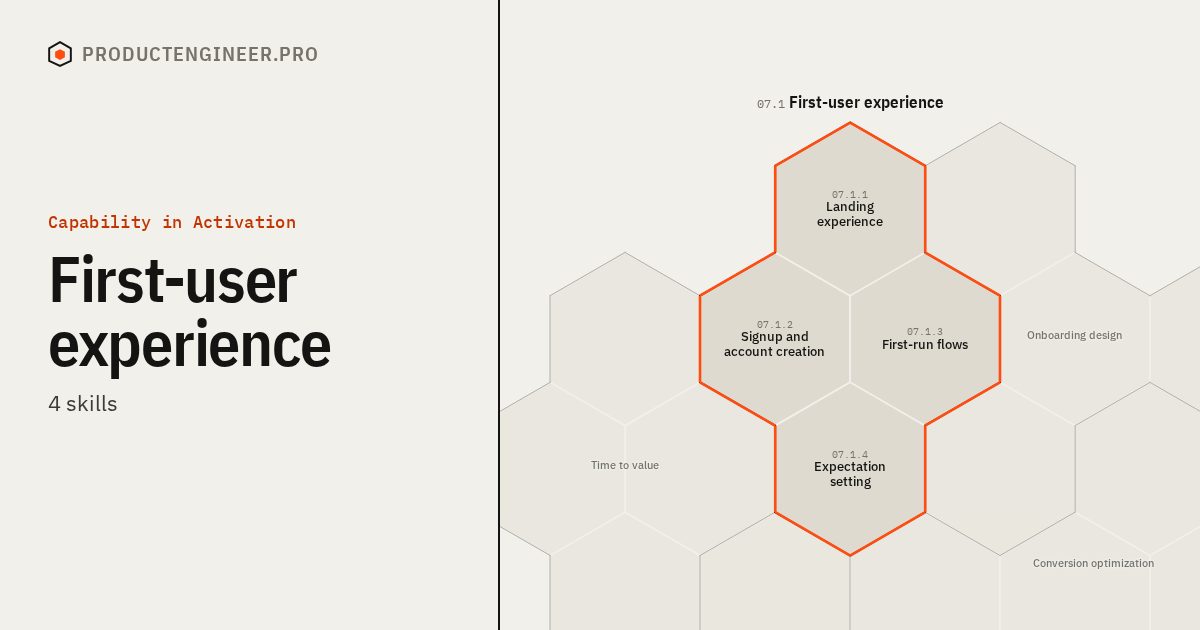 PRODUCTENGINEER.PRO
Capability in Activation
First-user
experience
4 skills
07.1 First-user experience
07.1.1
Landing
experience
07.1.2
Signup and
account creation
07.1.3
First-run flows
Onboarding design
07.1.4
Expectation
setting
Time to value
Conversion optimization